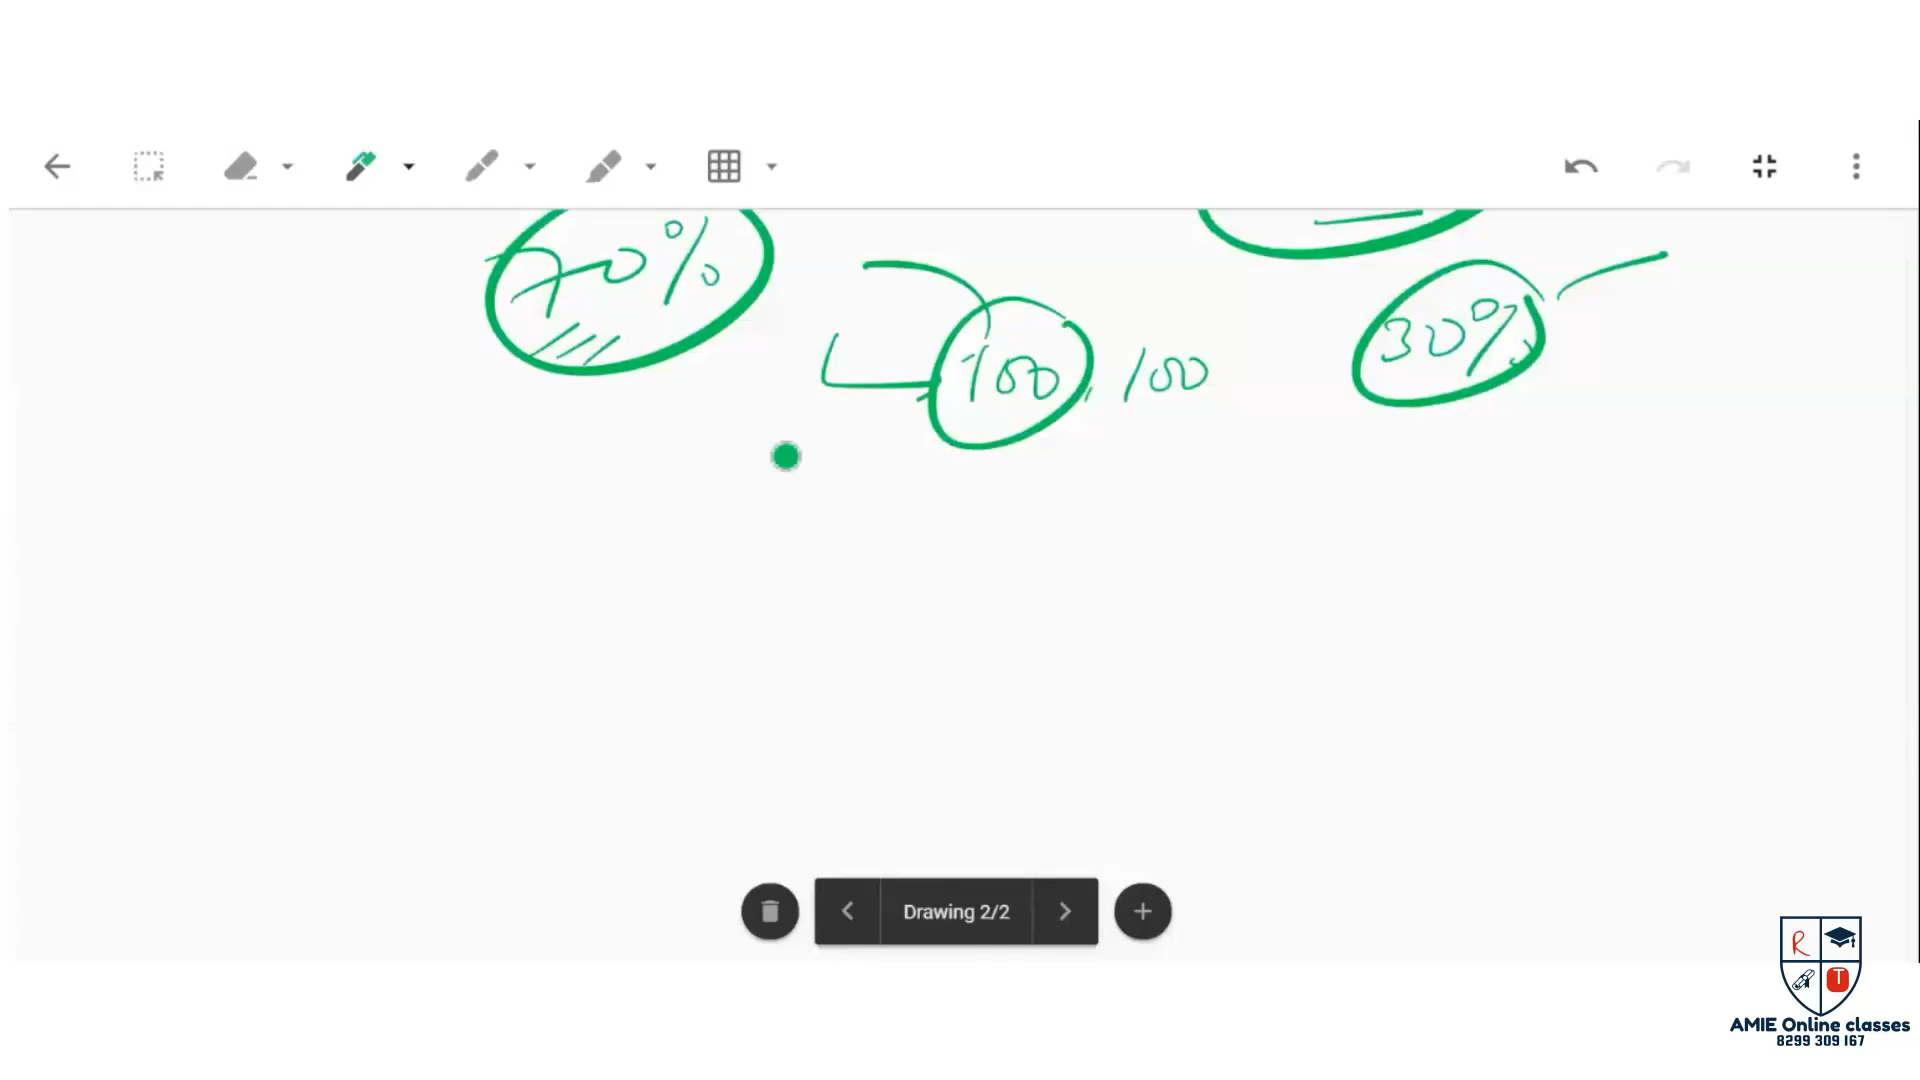 70%
100, 100
30%
Drawing 2/2
R
T
AMIE Online classes
8299 309 167